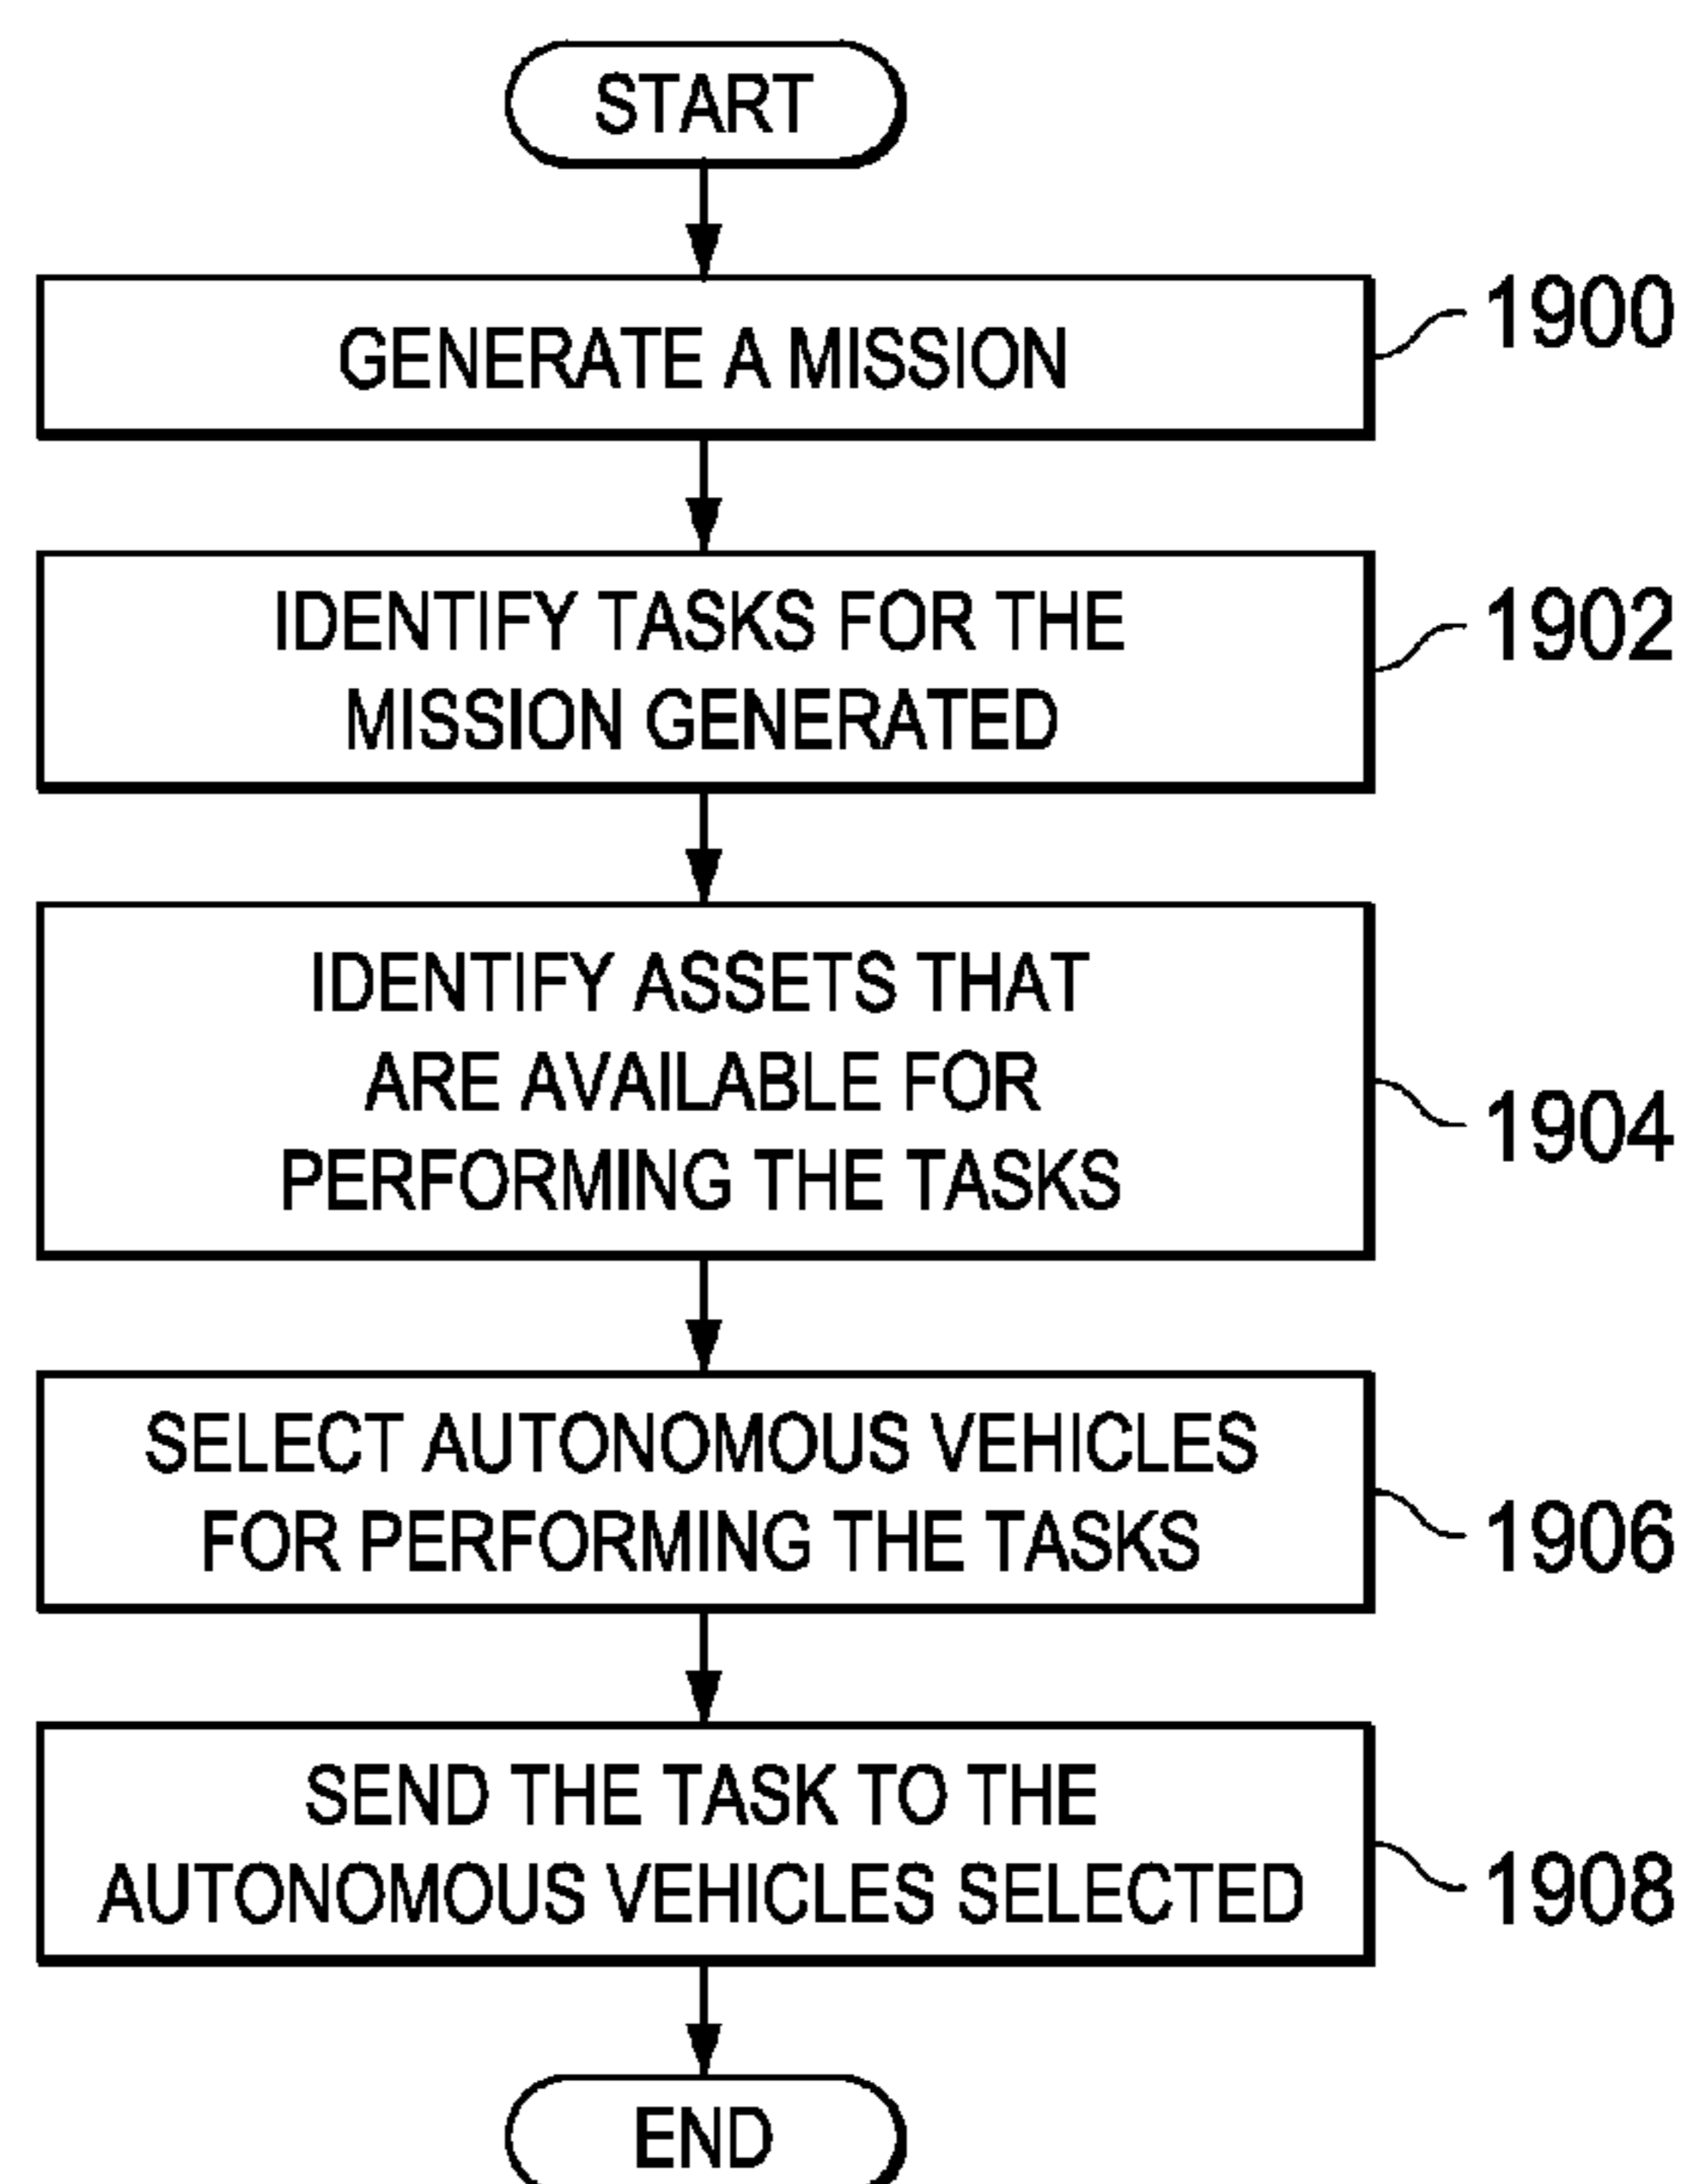 START
GENERATE A MISSION
1900
IDENTIFY TASKS FOR THE
MISSION GENERATED
1902
IDENTIFY ASSETS THAT
ARE AVAILABLE FOR
PERFORMING THE TASKS
1904
SELECT AUTONOMOUS VEHICLES
FOR PERFORMING THE TASKS
1906
SEND THE TASK TO THE
AUTONOMOUS VEHICLES SELECTED
1908
END